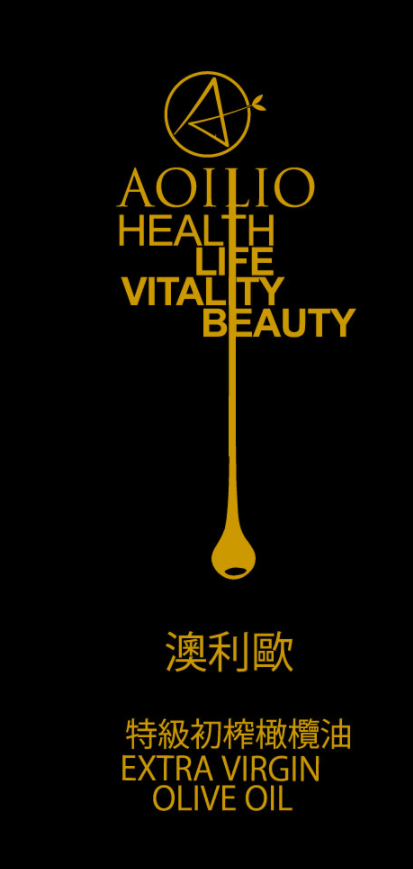 AOILIO
HEALTH
LIFE
VITALITY
BEAUTY
澳利歐
特級初榨橄欖油
EXTRA VIRGIN
OLIVE OIL